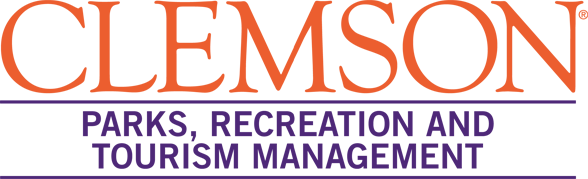 CLEMSON®
PARKS, RECREATION AND
TOURISM MANAGEMENT